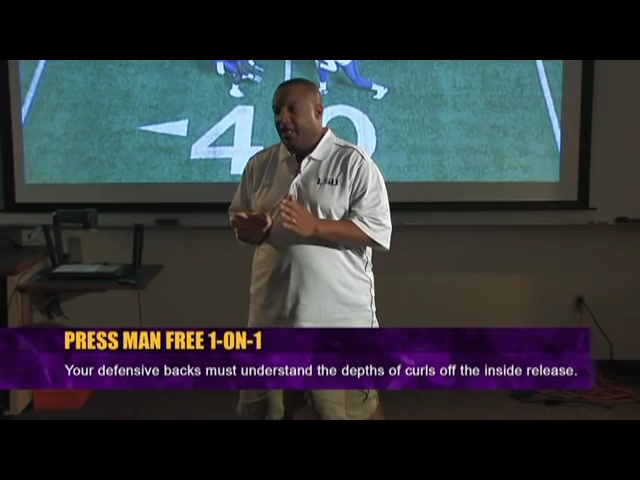 40
LSU
PRESS MAN FREE 1-ON-1
Your defensive backs must understand the depths of curls off the inside release.